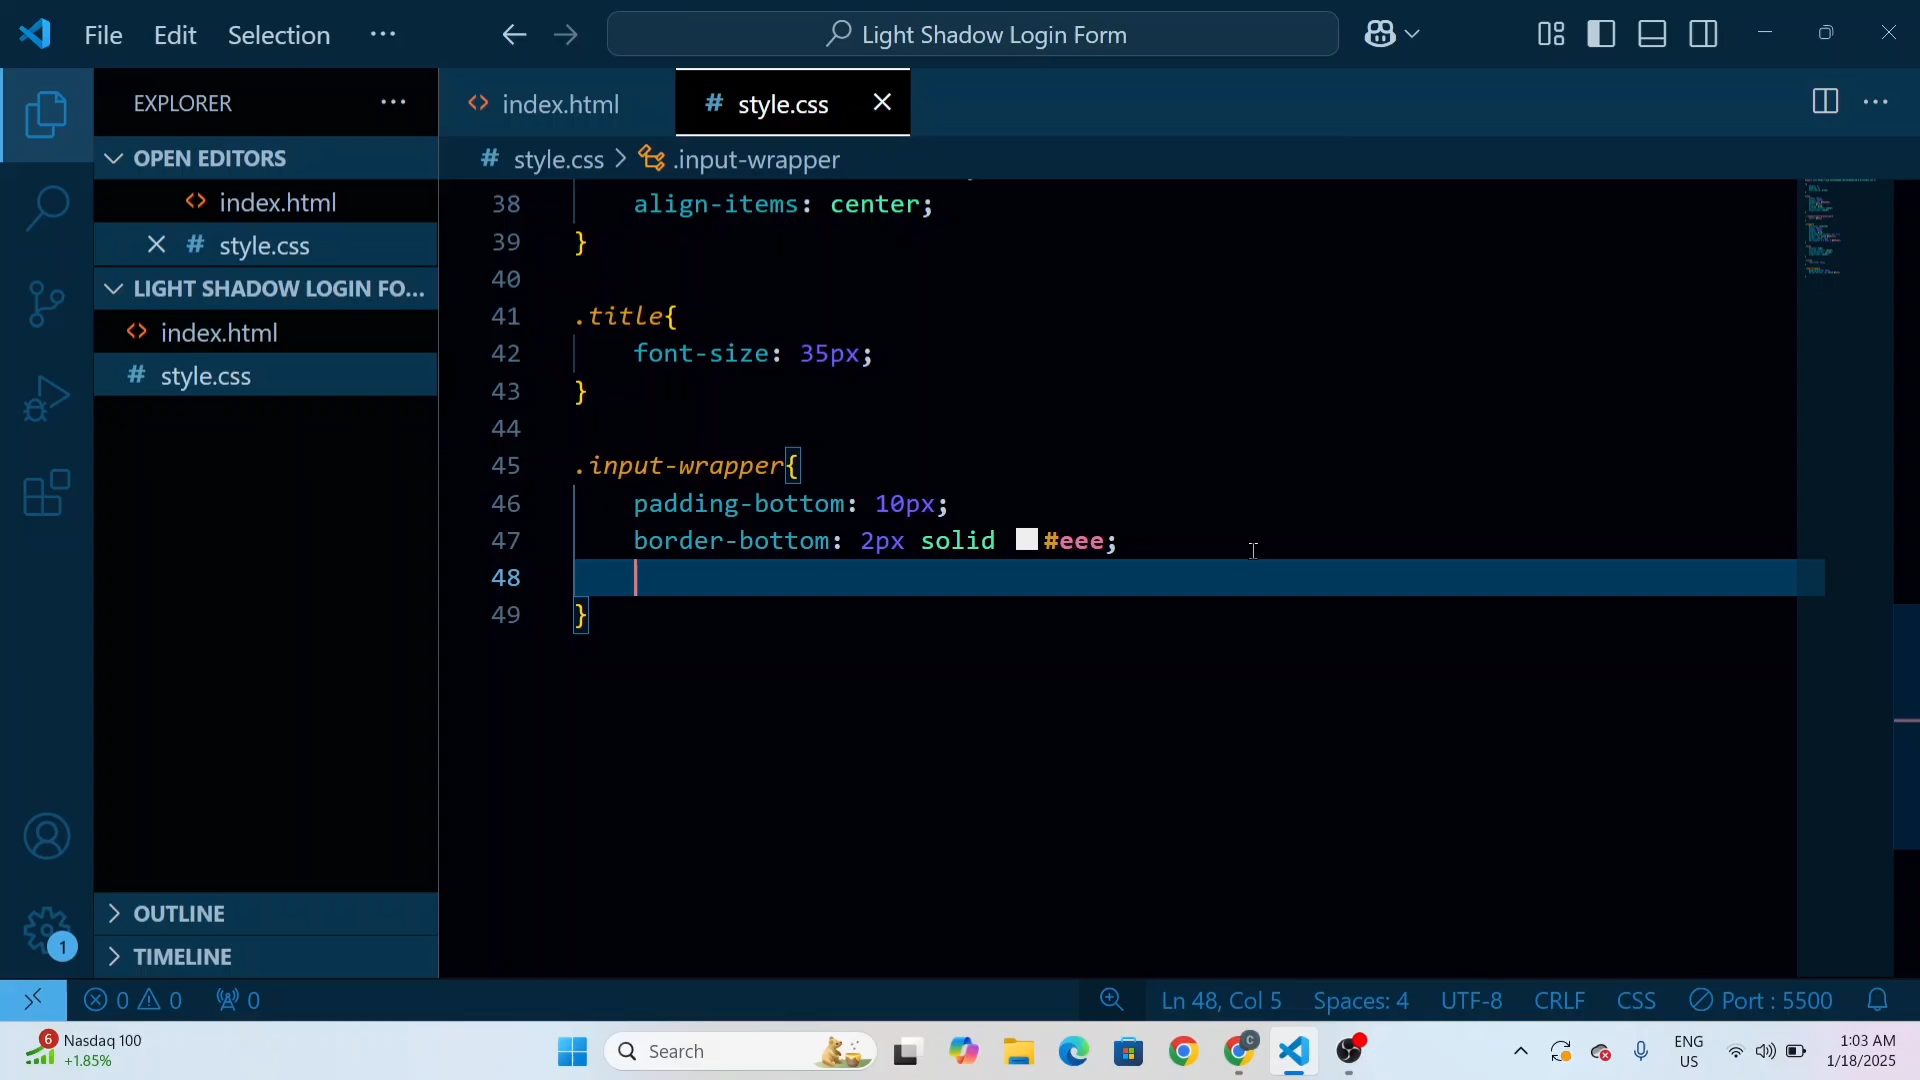 File Edit Selection ··· Light Shadow Login Form
EXPLORER ···
OPEN EDITORS
index.html
style.css
LIGHT SHADOW LOGIN FO...
index.html
# style.css
OUTLINE
TIMELINE
index.html # style.css
# style.css > .input-wrapper
38 align-items: center;
39 }
40
41 .title{
42 font-size: 35px;
43 }
44
45 .input-wrapper{
46 padding-bottom: 10px;
47 border-bottom: 2px solid #eee;
48
49 }
1
0 0 0 Ln 48, Col 5 Spaces: 4 UTF-8 CRLF CSS Port : 5500
6 Nasdaq 100
+1.85%
Search
C
ENG
US
1:03 AM
1/18/2025